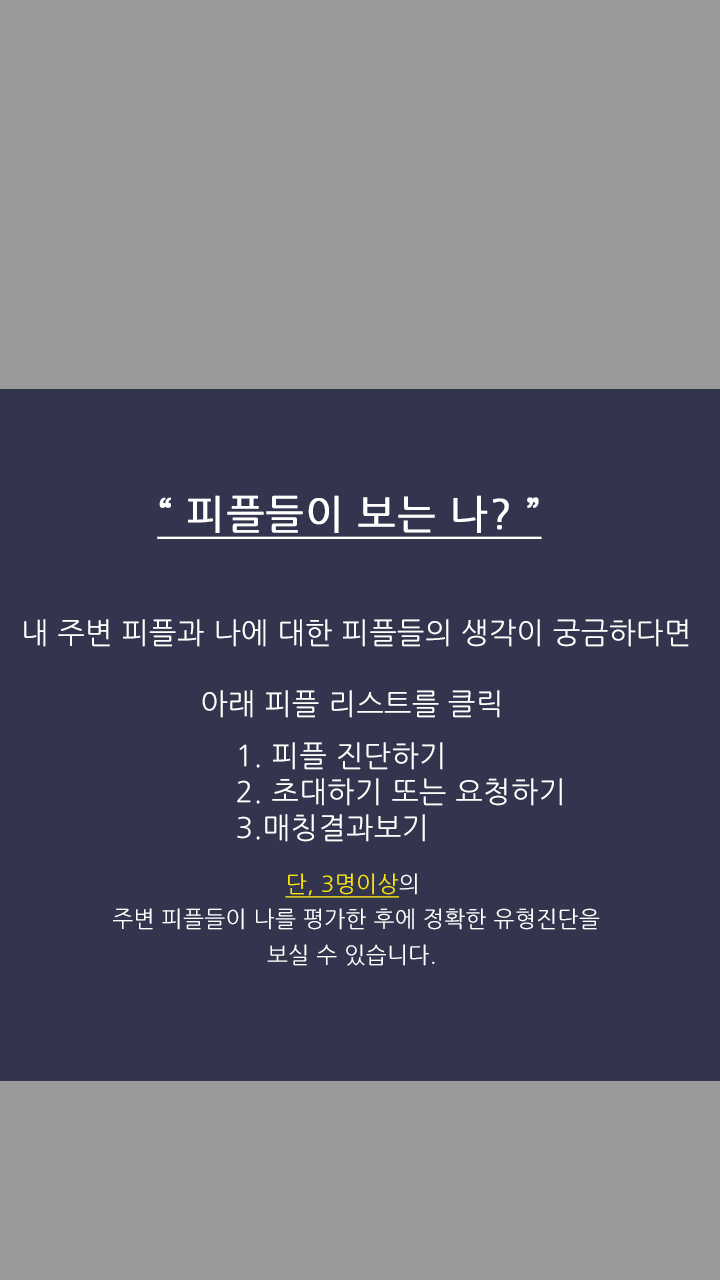 “ 피플들이 보는 나? ”
내 주변 피플과 나에 대한 피플들의 생각이 궁금하다면
아래 피플 리스트를 클릭
1. 피플 진단하기
2. 초대하기 또는 요청하기
3.매칭결과보기
단, 3명이상의
주변 피플들이 나를 평가한 후에 정확한 유형진단을
보실 수 있습니다.